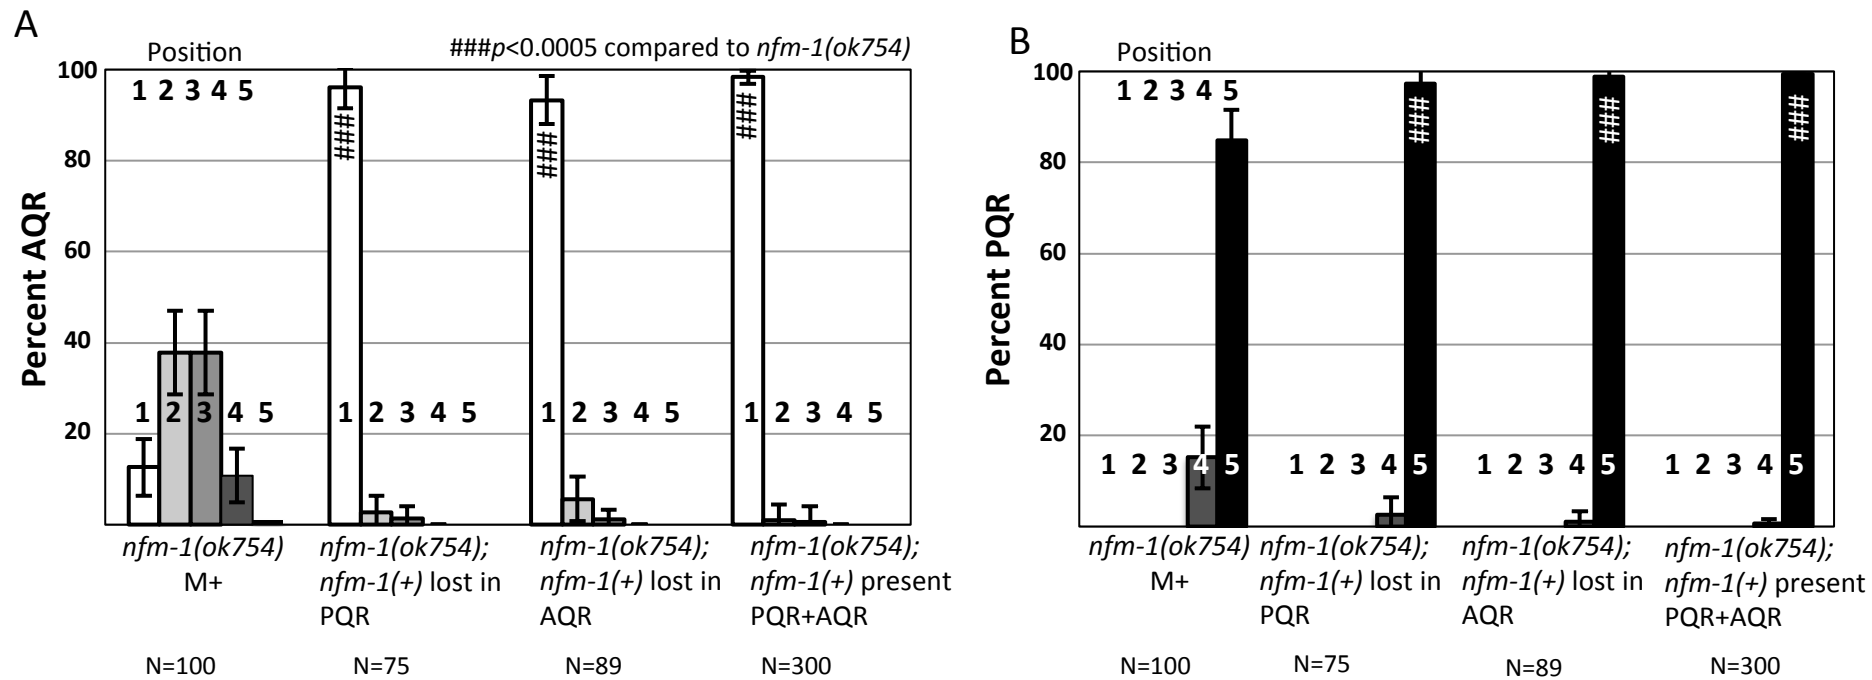 A
Position
###p<0.0005 compared to nfm-1(ok754)
1 2 3 4 5
Percent AQR
100
80
60
40
20
###
###
###
1 2 3 4 5
1 2 3 4 5
1 2 3 4 5
1 2 3 4 5
nfm-1(ok754)
M+
nfm-1(ok754);
nfm-1(+) lost in
PQR
nfm-1(ok754);
nfm-1(+) lost in
AQR
nfm-1(ok754);
nfm-1(+) present
PQR+AQR
N=100
N=75
N=89
N=300
B
Position
1 2 3 4 5
Percent PQR
100
80
60
40
20
###
###
###
1 2 3 4 5
1 2 3 4 5
1 2 3 4 5
1 2 3 4 5
nfm-1(ok754)
M+
nfm-1(ok754);
nfm-1(+) lost in
PQR
nfm-1(ok754);
nfm-1(+) lost in
AQR
nfm-1(ok754);
nfm-1(+) present
PQR+AQR
N=100
N=75
N=89
N=300